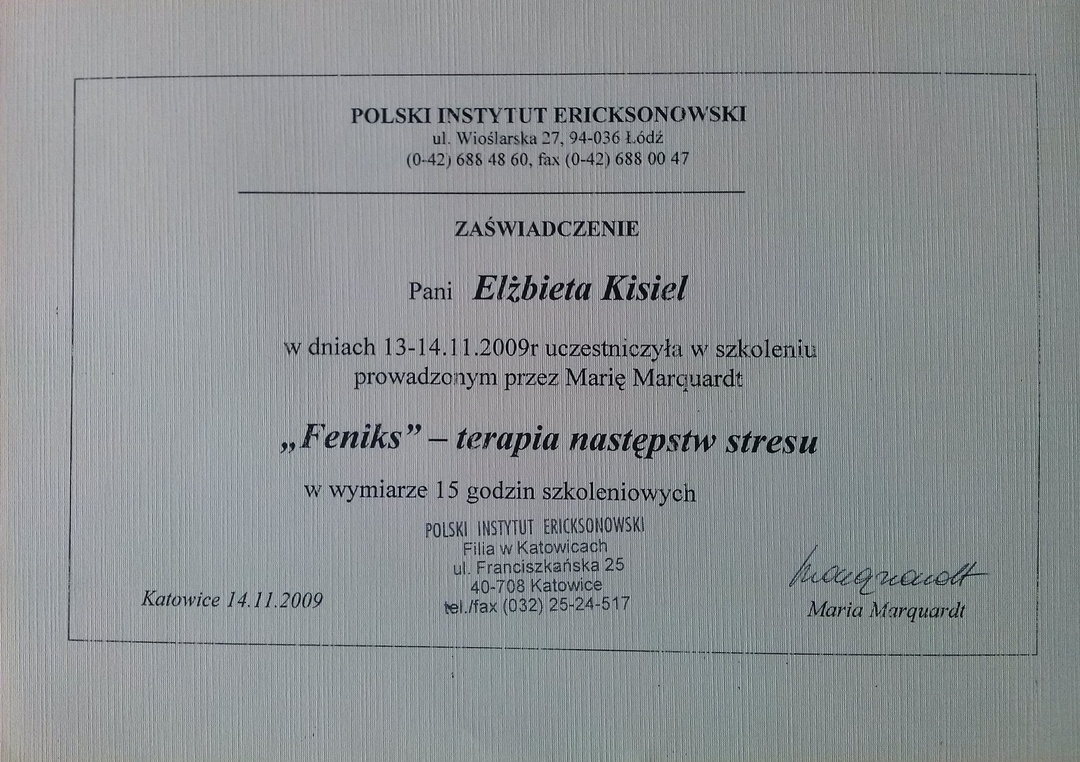 POLSKI INSTYTUT ERICKSONOWSKI
ul. Wioślarska 27, 94-036 Łódź
(0-42) 688 48 60, fax (0-42) 688 00 47
ZAŚWIADCZENIE
Pani Elżbieta Kisiel
w dniach 13-14.11.2009r uczestniczyła w szkoleniu
prowadzonym przez Marię Marquardt
„Feniks” – terapia następstw stresu
w wymiarze 15 godzin szkoleniowych
POLSKI INSTYTUT ERICKSONOWSKI
Filia w Katowicach
ul. Franciszkańska 25
40-708 Katowice
tel./fax (032) 25-24-517
Katowice 14.11.2009
Marquardt
Maria Marquardt